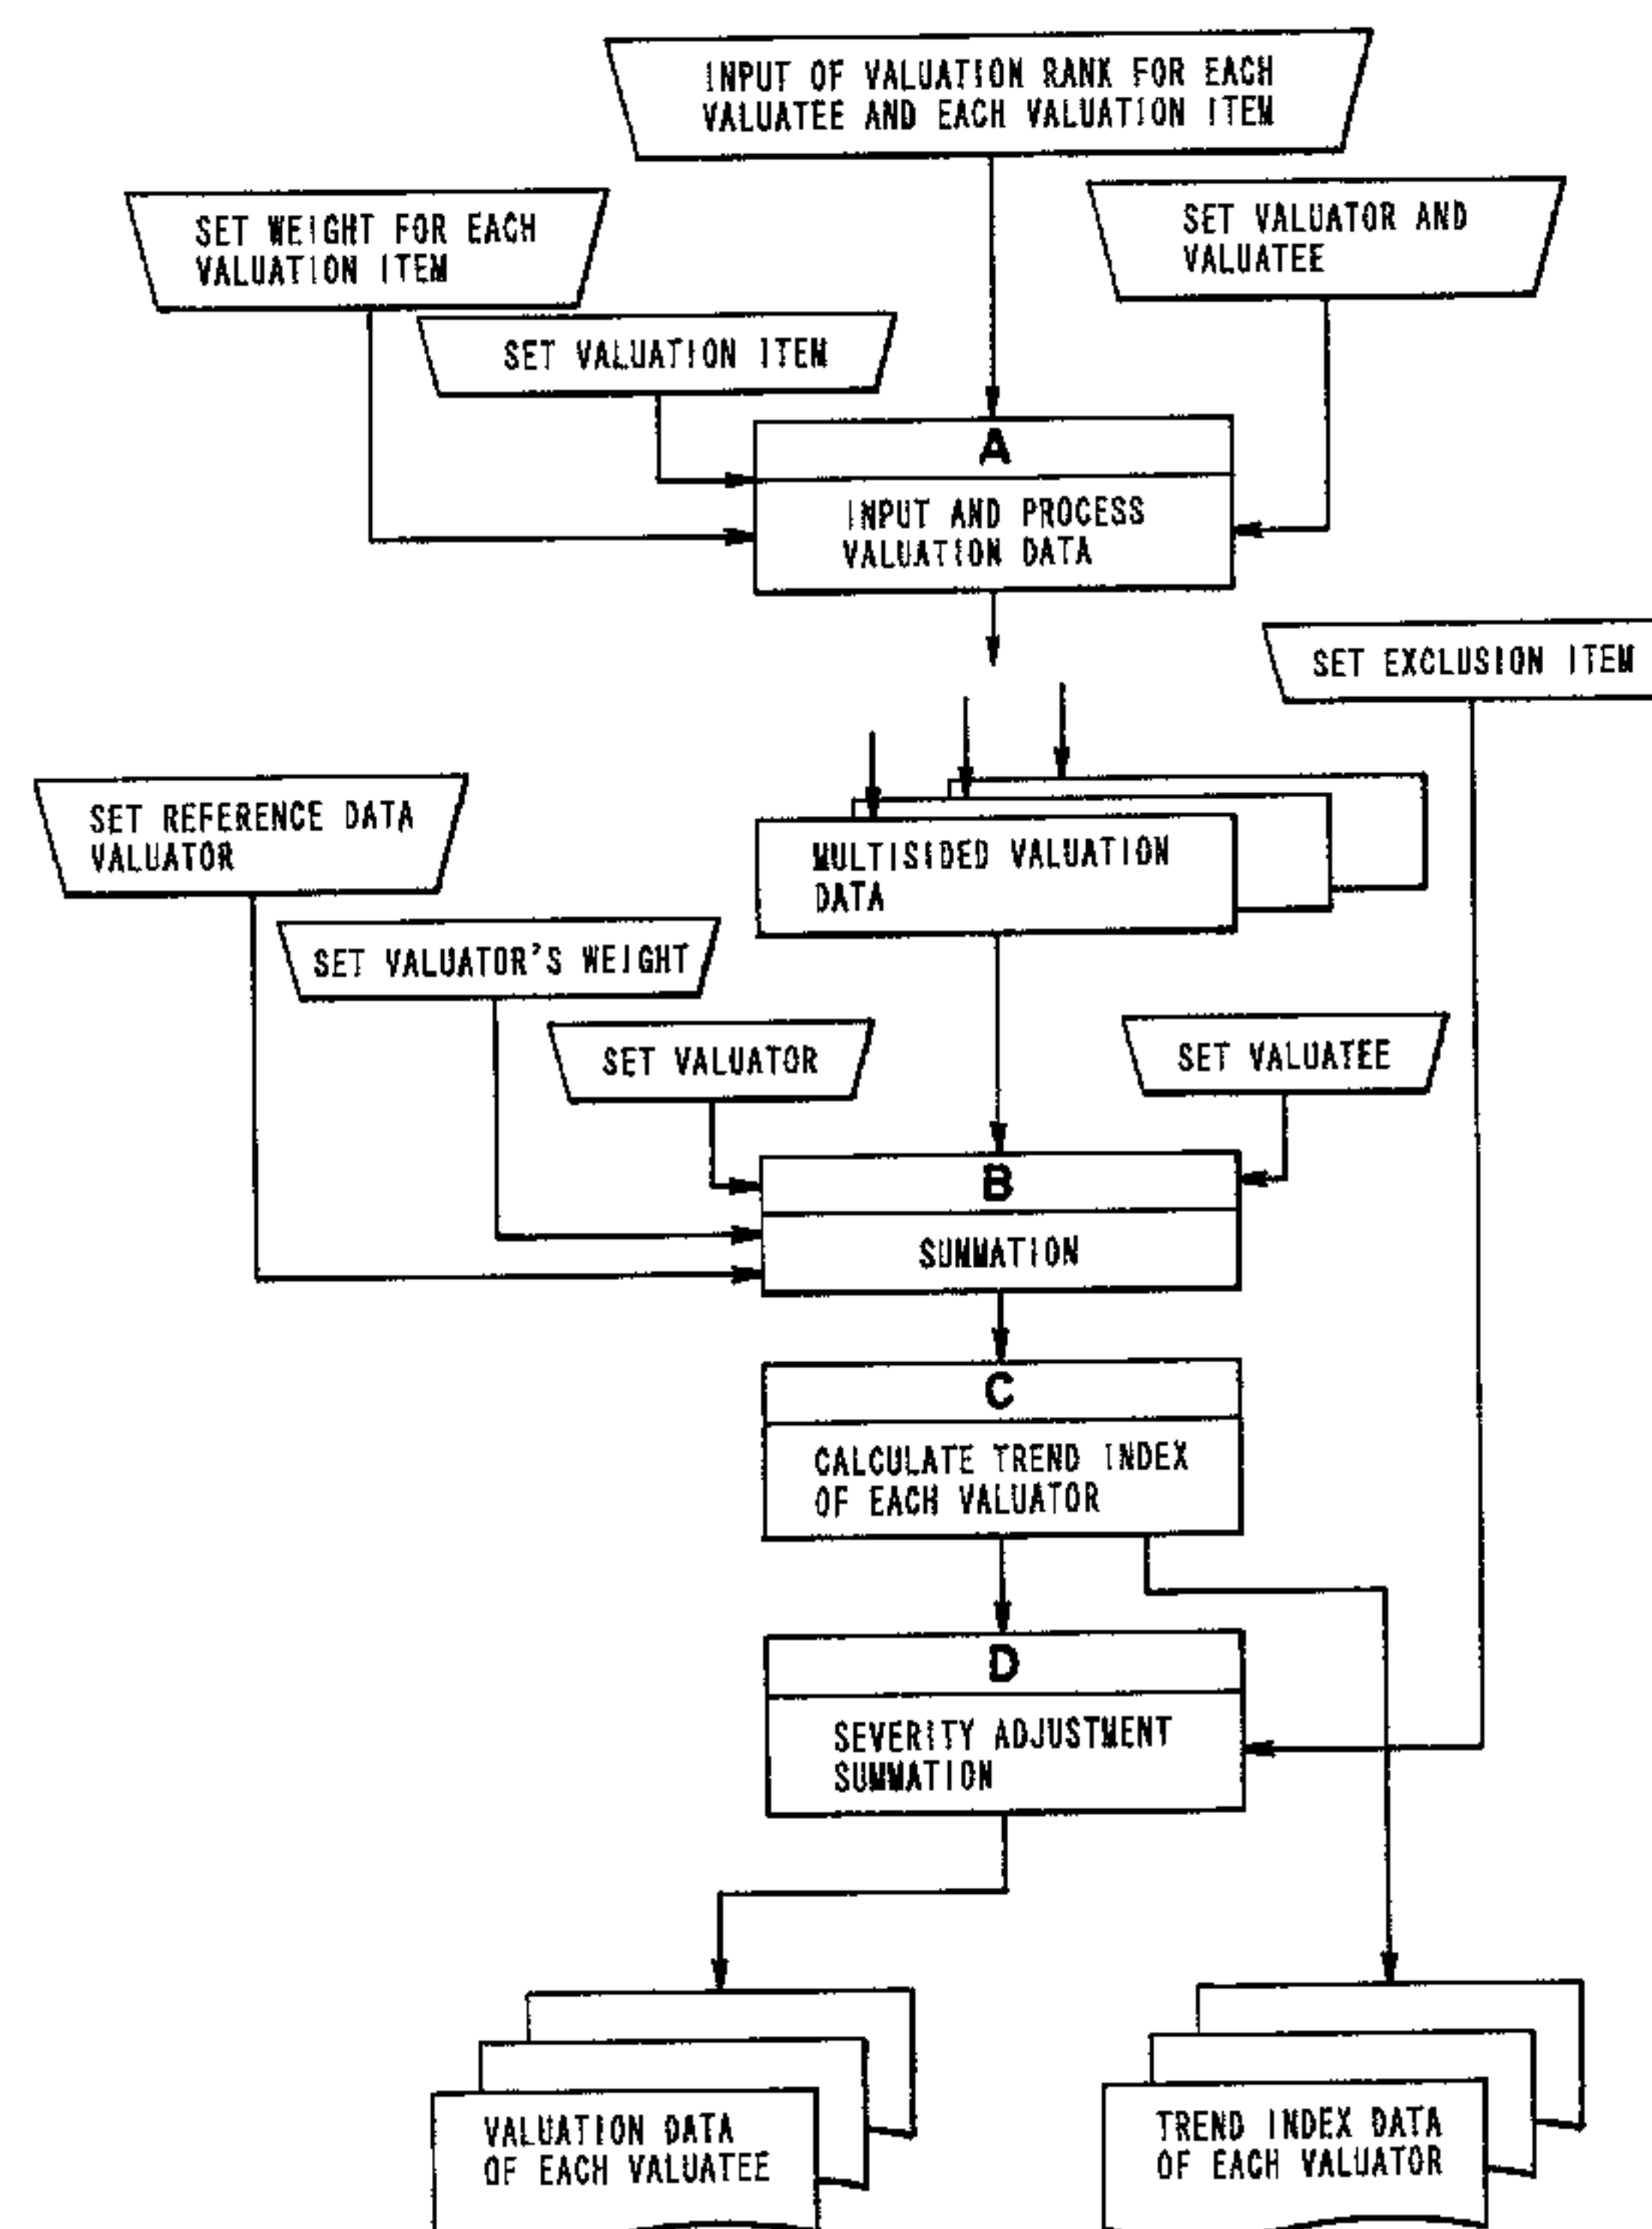 INPUT OF VALUATION RANK FOR EACH
VALUATEE AND EACH VALUATION ITEM
SET WEIGHT FOR EACH
VALUATION ITEM
SET VALUATOR AND
VALUATEE
SET VALUATION ITEM
A
INPUT AND PROCESS
VALUATION DATA
SET EXCLUSION ITEM
SET REFERENCE DATA
VALUATOR
MULTISIDED VALUATION
DATA
SET VALUATOR'S WEIGHT
SET VALUATOR
SET VALUATEE
B
SUMMATION
C
CALCULATE TREND INDEX
OF EACH VALUATOR
D
SEVERITY ADJUSTMENT
SUMMATION
VALUATION DATA
OF EACH VALUATEE
TREND INDEX DATA
OF EACH VALUATOR